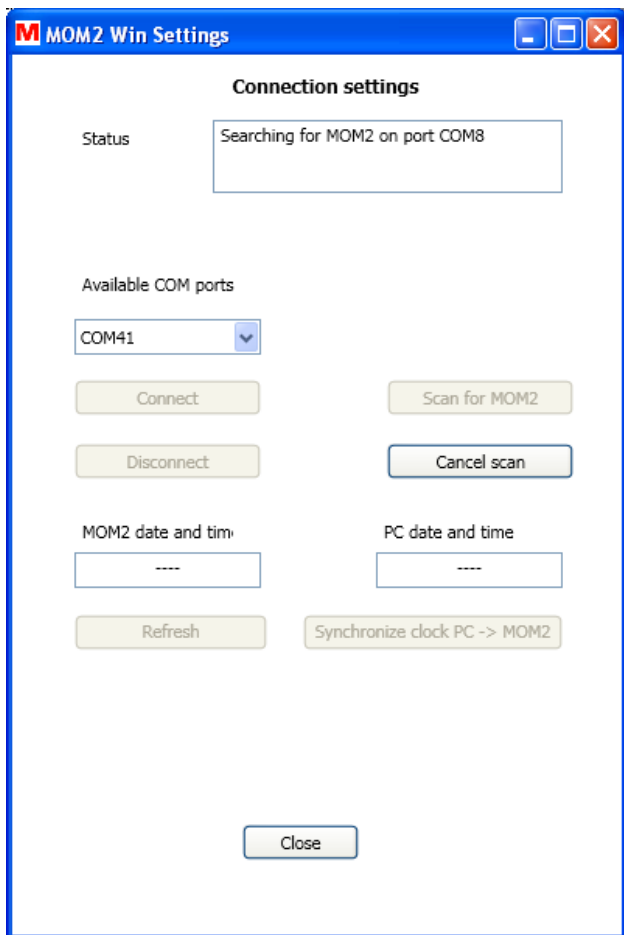 M MOM2 Win Settings
Connection settings
Status
Searching for MOM2 on port COM8
Available COM ports
COM41
Connect
Scan for MOM2
Disconnect
Cancel scan
MOM2 date and tim
PC date and time
----
----
Refresh
Synchronize clock PC -> MOM2
Close